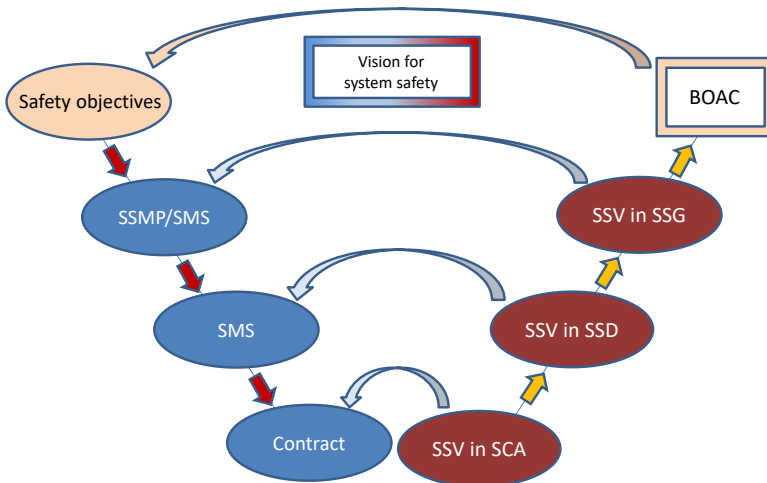 Vision for
system safety
Safety objectives
BOAC
SSMP/SMS
SSV in SSG
SMS
SSV in SSD
Contract
SSV in SCA